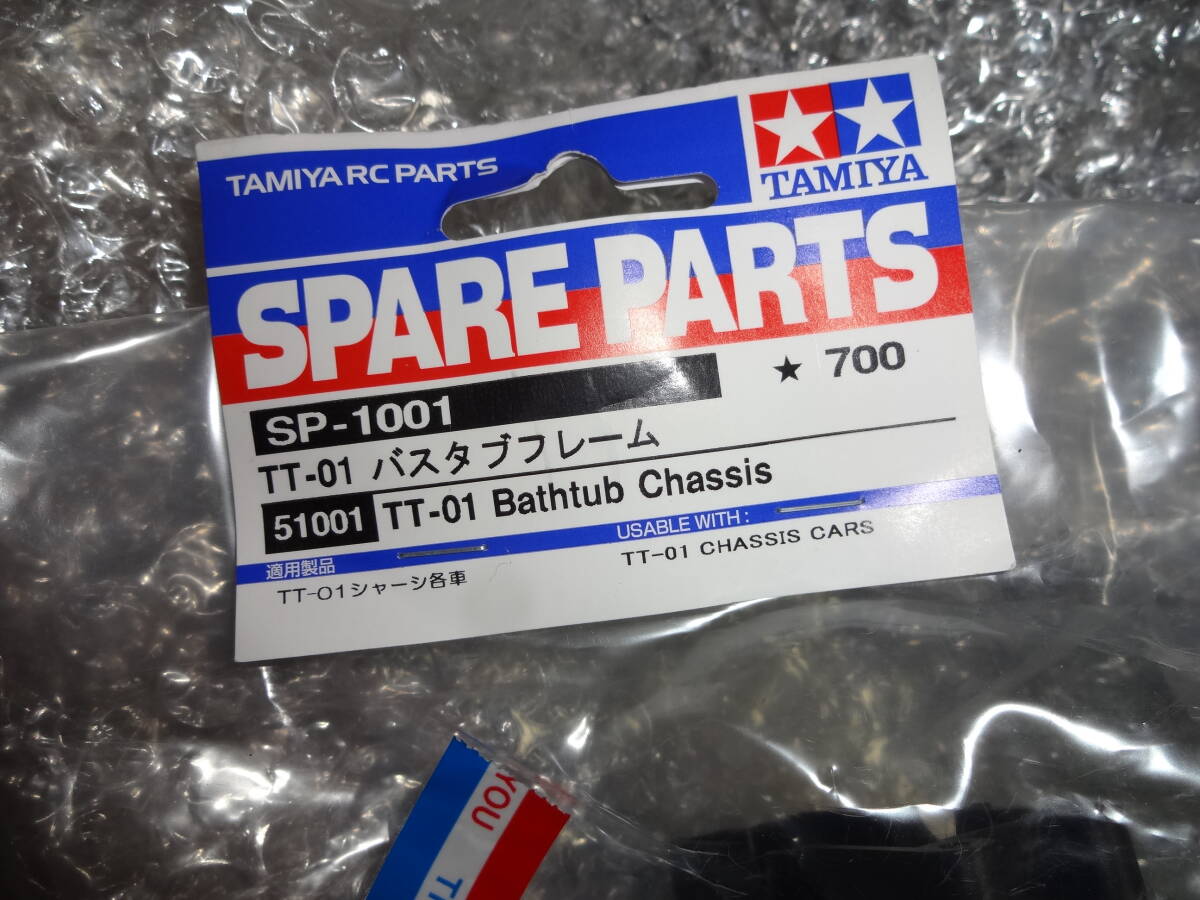 TAMIYA RC PARTS
TAMIYA
SPARE PARTS
SP-1001
★ 700
TT-01 バスタブフレーム
51001 TT-01 Bathtub Chassis
適用製品
USABLE WITH:
TT-01シャーシ各車
TT-01 CHASSIS CARS
YOU